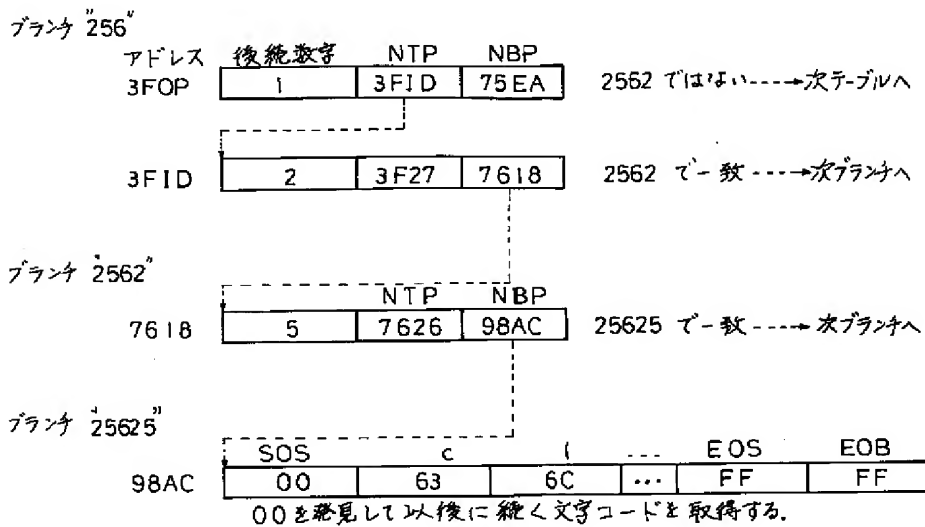 ブランチ "256"
アドレス 後続数字 NTP NBP
3F0P 1 3F1D 75EA 2562 ではない----→次テーブルへ
3F1D 2 3F27 7618 2562 で一致----→次ブランチへ
ブランチ "2562"
NTP NBP
7618 5 7626 98AC 25625 で一致----→次ブランチへ
ブランチ "25625"
SOS c l ... EOS EOB
98AC 00 63 6C ... FF FF
00を発見して以後に続く文字コードを取得する.